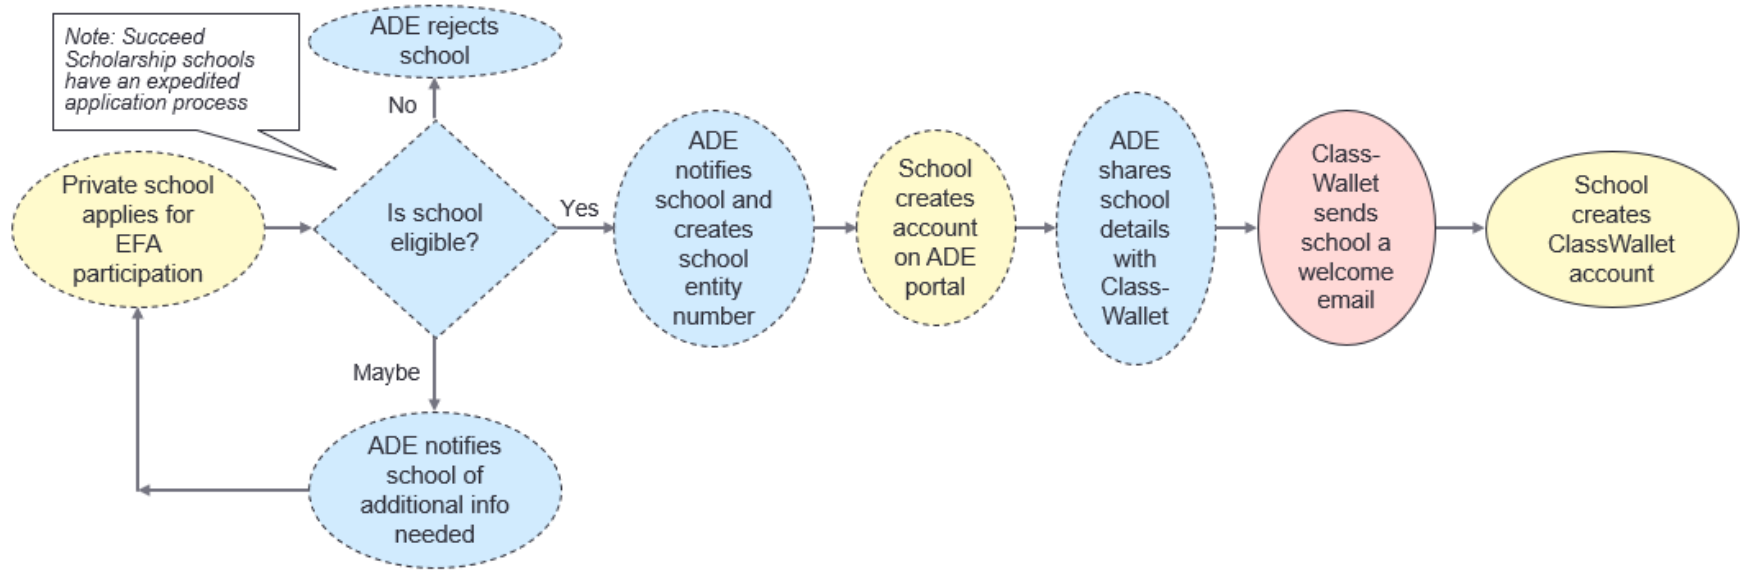 Note: Succeed
Scholarship schools
have an expedited
application process
ADE rejects
school
No
Private school
applies for
EFA
participation
Is school
eligible?
Yes
Maybe
ADE notifies
school of
additional info
needed
ADE
notifies
school and
creates
school
entity
number
School
creates
account
on ADE
portal
ADE
shares
school
details
with
Class-
Wallet
Class-
Wallet
sends
school a
welcome
email
School
creates
ClassWallet
account